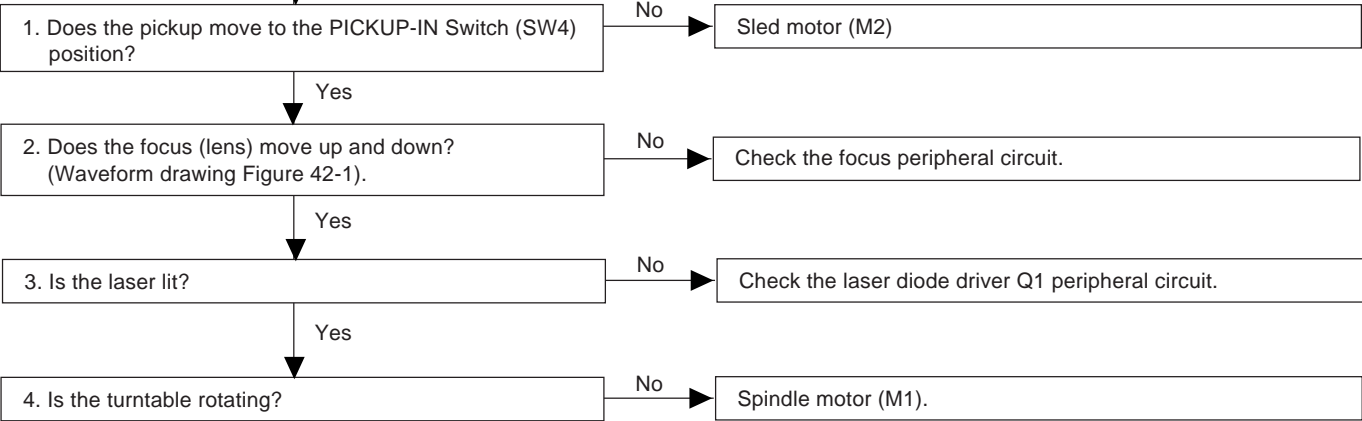 1. Does the pickup move to the PICKUP-IN Switch (SW4)
position?
No
Sled motor (M2)
Yes
2. Does the focus (lens) move up and down?
(Waveform drawing Figure 42-1).
No
Check the focus peripheral circuit.
Yes
3. Is the laser lit?
No
Check the laser diode driver Q1 peripheral circuit.
Yes
4. Is the turntable rotating?
No
Spindle motor (M1).